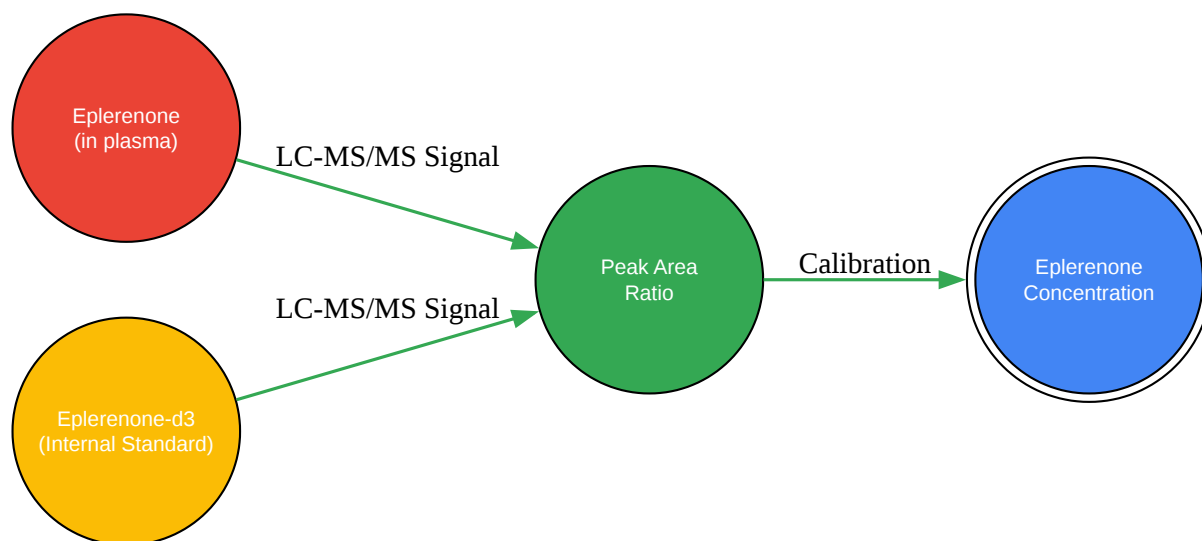 Eplerenone
(in plasma)
LC-MS/MS Signal
Peak Area
Ratio
Calibration
Eplerenone
Concentration
LC-MS/MS Signal
Eplerenone-d3
(Internal Standard)